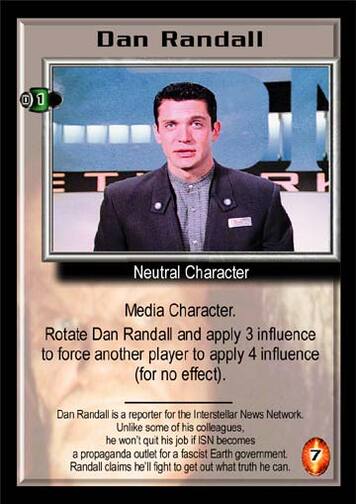 Dan Randall
D 1
ETWORK
Neutral Character
Media Character.
Rotate Dan Randall and apply 3 influence
to force another player to apply 4 influence
(for no effect).
Dan Randall is a reporter for the Interstellar News Network.
Unlike some of his colleagues,
he won't quit his job if ISN becomes
a propaganda outlet for a fascist Earth government.
Randall claims he'll fight to get out what truth he can.
7